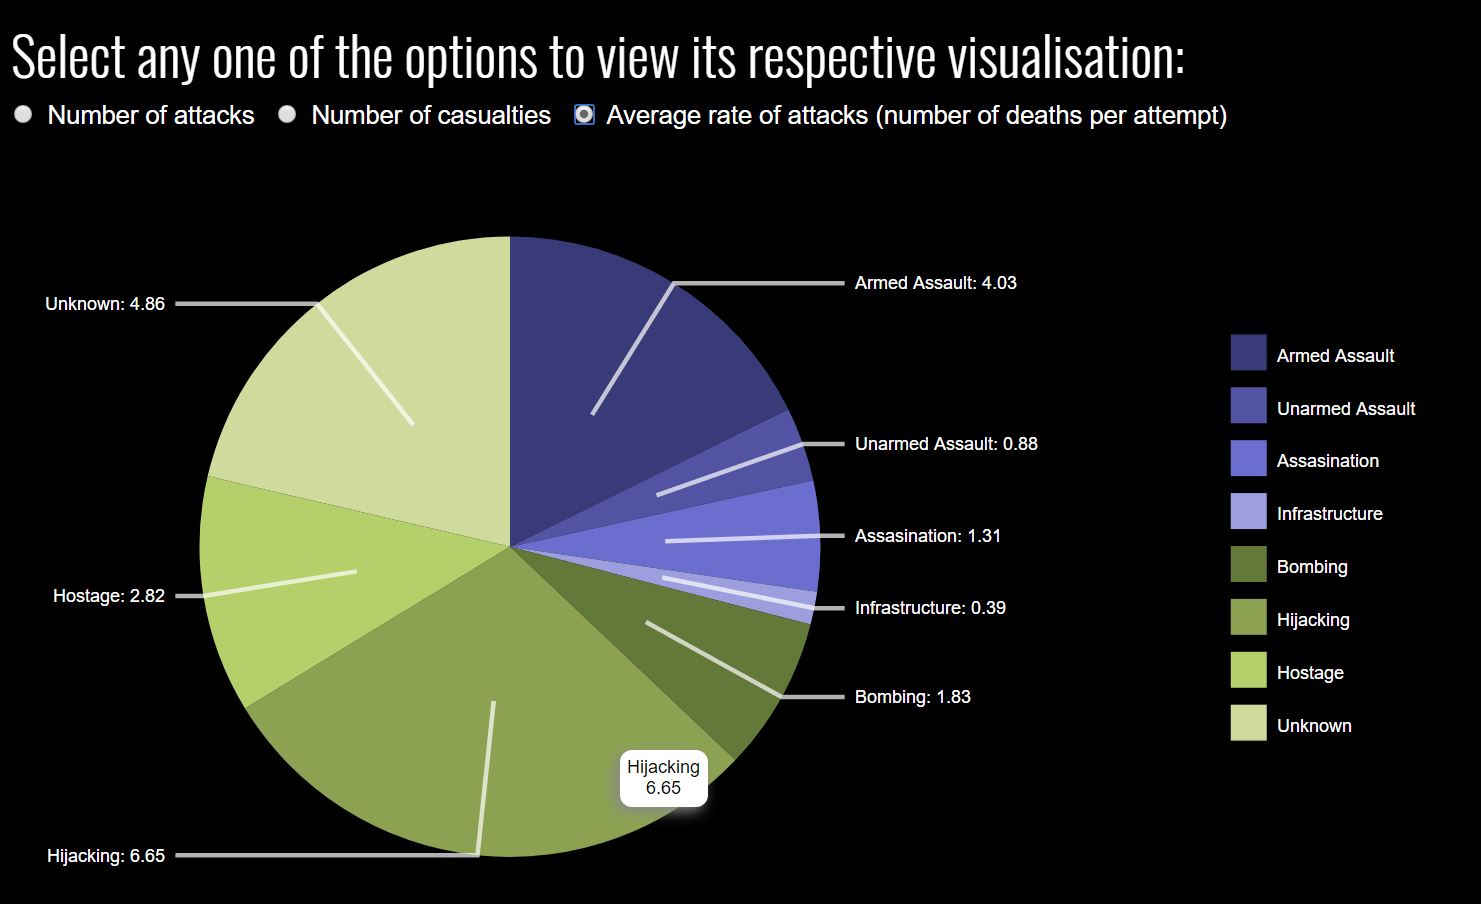 Select any one of the options to view its respective visualisation:
Number of attacks Number of casualties Average rate of attacks (number of deaths per attempt)
Armed Assault: 4.03
Unknown: 4.86
Unarmed Assault: 0.88
Assasination: 1.31
Hostage: 2.82
Infrastructure: 0.39
Bombing: 1.83
Hijacking
6.65
Hijacking: 6.65
Armed Assault
Unarmed Assault
Assasination
Infrastructure
Bombing
Hijacking
Hostage
Unknown